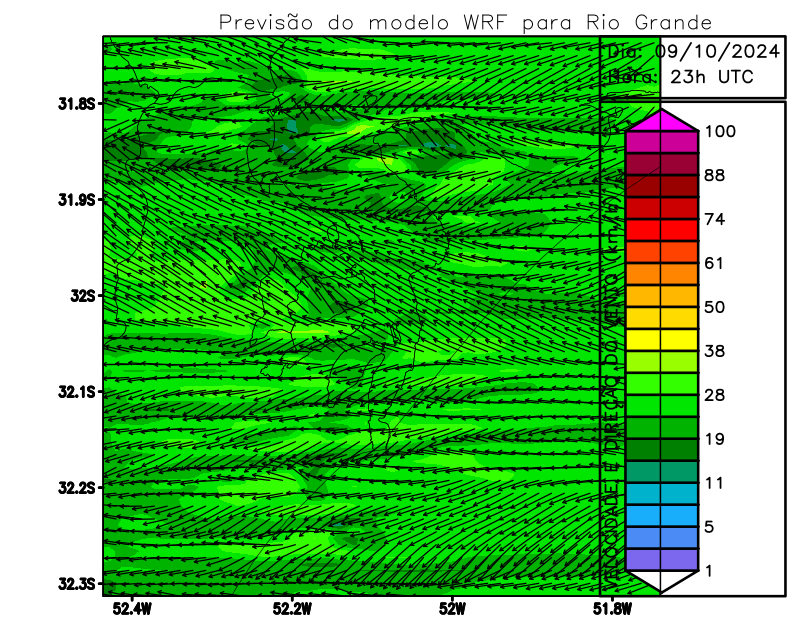 Previsão do modelo WRF para Rio Grande
Dia: 09/10/2024
Hora: 23h UTC
31.8S
31.9S
32S
32.1S
32.2S
32.3S
52.4W
52.2W
52W
51.8W
VELOCIDADE E DIREÇÃO DO VENTO (km/h)
100
88
74
61
50
38
28
19
11
5
1